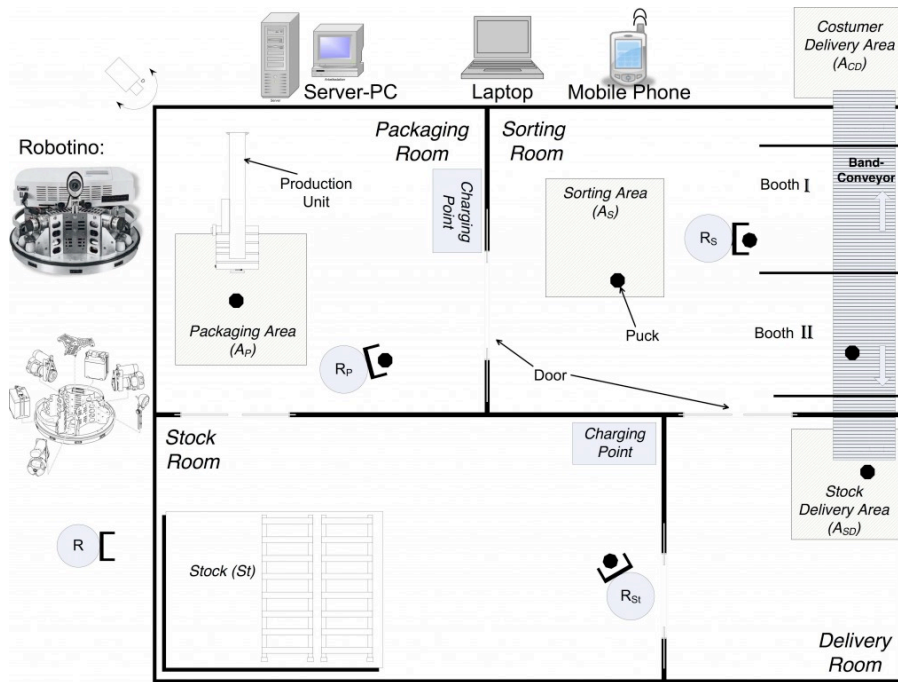 Server-PC
Laptop
Mobile Phone
Costumer
Delivery Area
(ACD)
Robotino:
Packaging
Room
Sorting
Room
Production
Unit
Charging
Point
Sorting Area
(AS)
Booth I
Band-
Conveyor
RS
Puck
Packaging Area
(AP)
RP
Door
Booth II
Stock
Room
Charging
Point
Stock
Delivery Area
(ASD)
R
Stock (St)
RSt
Delivery
Room